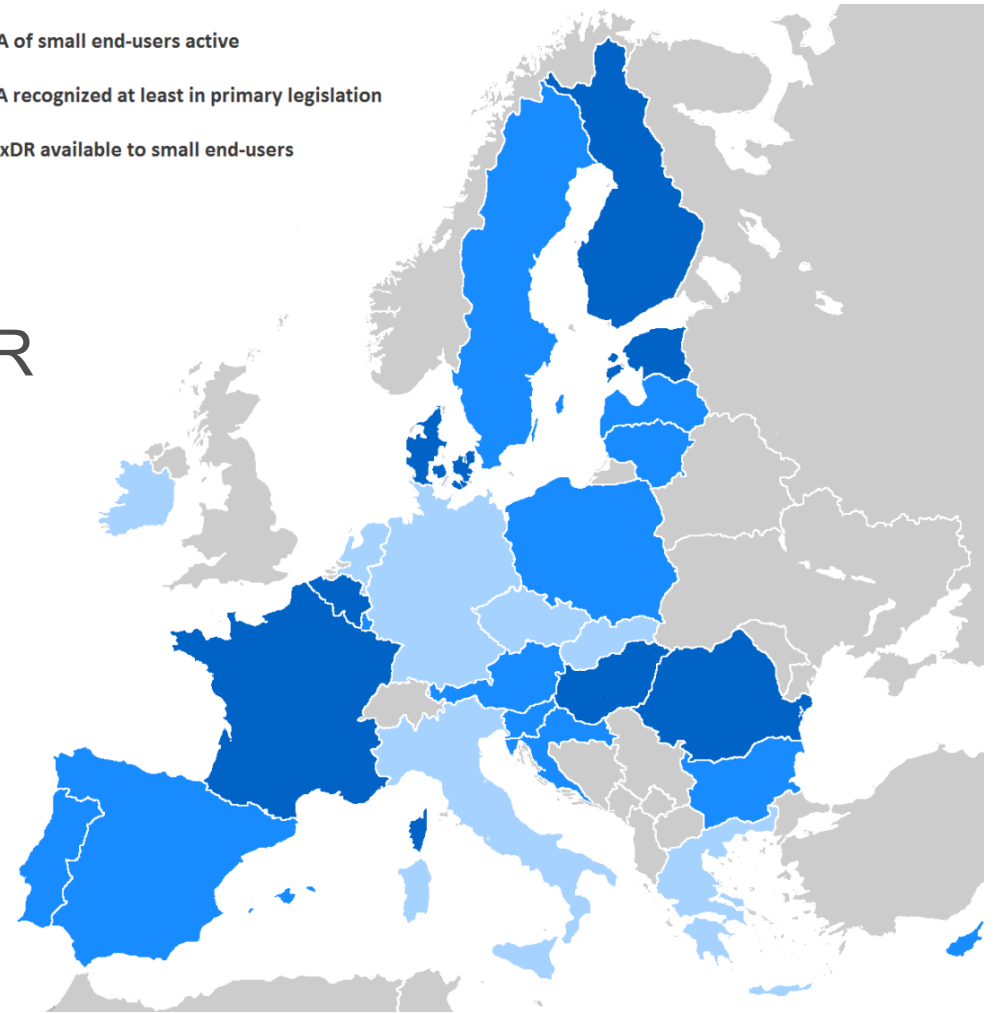 A of small end-users active
A recognized at least in primary legislation
xDR available to small end-users
R